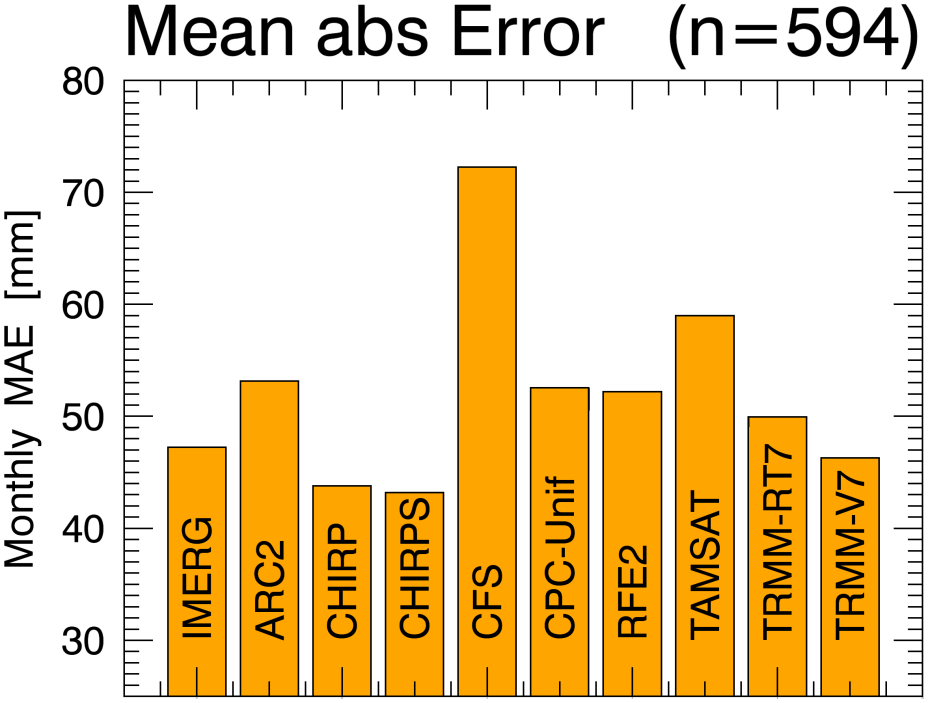 Mean abs Error (n=594)
Monthly MAE [mm]
80
70
60
50
40
30
IMERG
ARC2
CHIRP
CHIRPS
CFS
CPC-Unif
RFE2
TAMSAT
TRMM-RT7
TRMM-V7